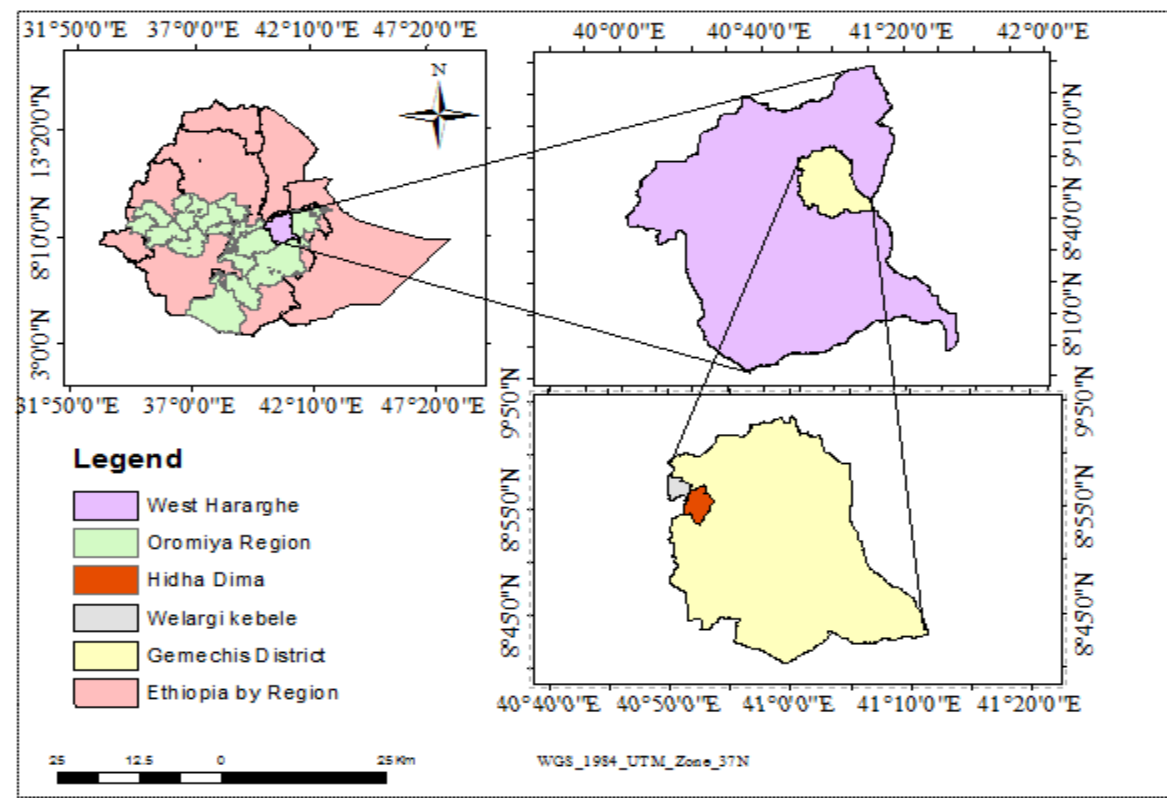 31°50'0"E 37°0'0"E 42°10'0"E 47°20'0"E
13°20'0"N
8°10'0"N
3°0'0"N
N
31°50'0"E 37°0'0"E 42°10'0"E 47°20'0"E
40°0'0"E 40°40'0"E 41°20'0"E 42°0'0"E
9°10'0"N
8°40'0"N
8°10'0"N
9°5'0"N
8°55'0"N
8°45'0"N
9°5'0"N
8°55'0"N
8°45'0"N
40°40'0"E 40°50'0"E 41°0'0"E 41°10'0"E 41°20'0"E
Legend
West Hararghe
Oromiya Region
Hidha Dima
Welargi kebele
Gemechis District
Ethiopia by Region
25 12.5 0 25 Km
WGS_1984_UTM_Zone_37N